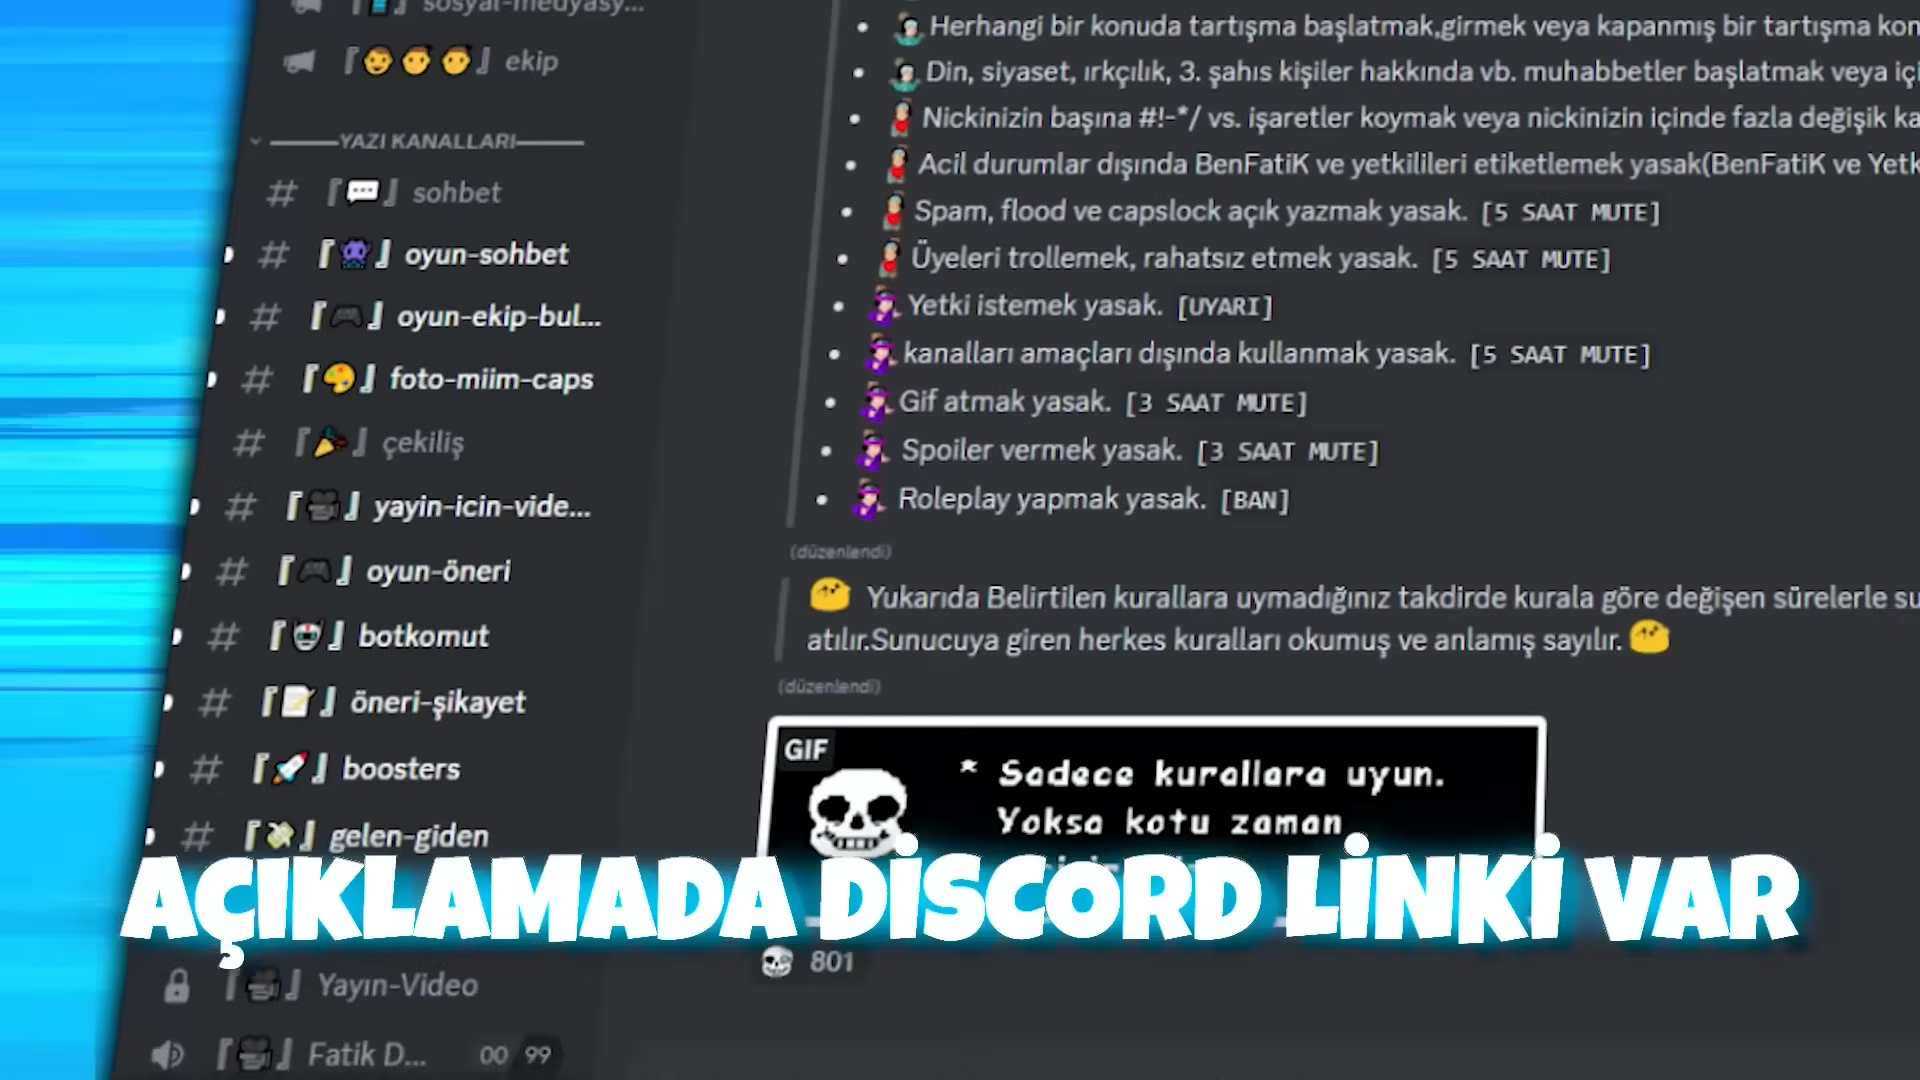 sosyal-medyasy...
ekip
YAZI KANALLARI
sohbet
oyun-sohbet
oyun-ekip-bul...
foto-miim-caps
çekiliş
yayin-icin-vide...
oyun-öneri
botkomut
öneri-şikayet
boosters
gelen-giden
Yayın-Video
Fatik D... 00 99
Herhangi bir konuda tartışma başlatmak,girmek veya kapanmış bir tartışma
Din, siyaset, ırkçılık, 3. şahıs kişiler hakkında vb. muhabbetler başlatmak veya
Nickinizin başına #!-*/ vs. işaretler koymak veya nickinizin içinde fazla değişik
Acil durumlar dışında BenFatiK ve yetkilileri etiketlemek yasak(BenFatiK ve
Spam, flood ve capslock açık yazmak yasak. [5 SAAT MUTE]
Üyeleri trollemek, rahatsız etmek yasak. [5 SAAT MUTE]
Yetki istemek yasak. [UYARI]
kanalları amaçları dışında kullanmak yasak. [5 SAAT MUTE]
Gif atmak yasak. [3 SAAT MUTE]
Spoiler vermek yasak. [3 SAAT MUTE]
Roleplay yapmak yasak. [BAN]
(düzenlendi)
Yukarıda Belirtilen kurallara uymadığınız takdirde kurala göre değişen sürelerle
atılır.Sunucuya giren herkes kuralları okumuş ve anlamış sayılır.
(düzenlendi)
GIF
* Sadece kurallara uyun.
Yoksa kotu zaman
801
AÇIKLAMADA DİSCORD LİNKİ VAR